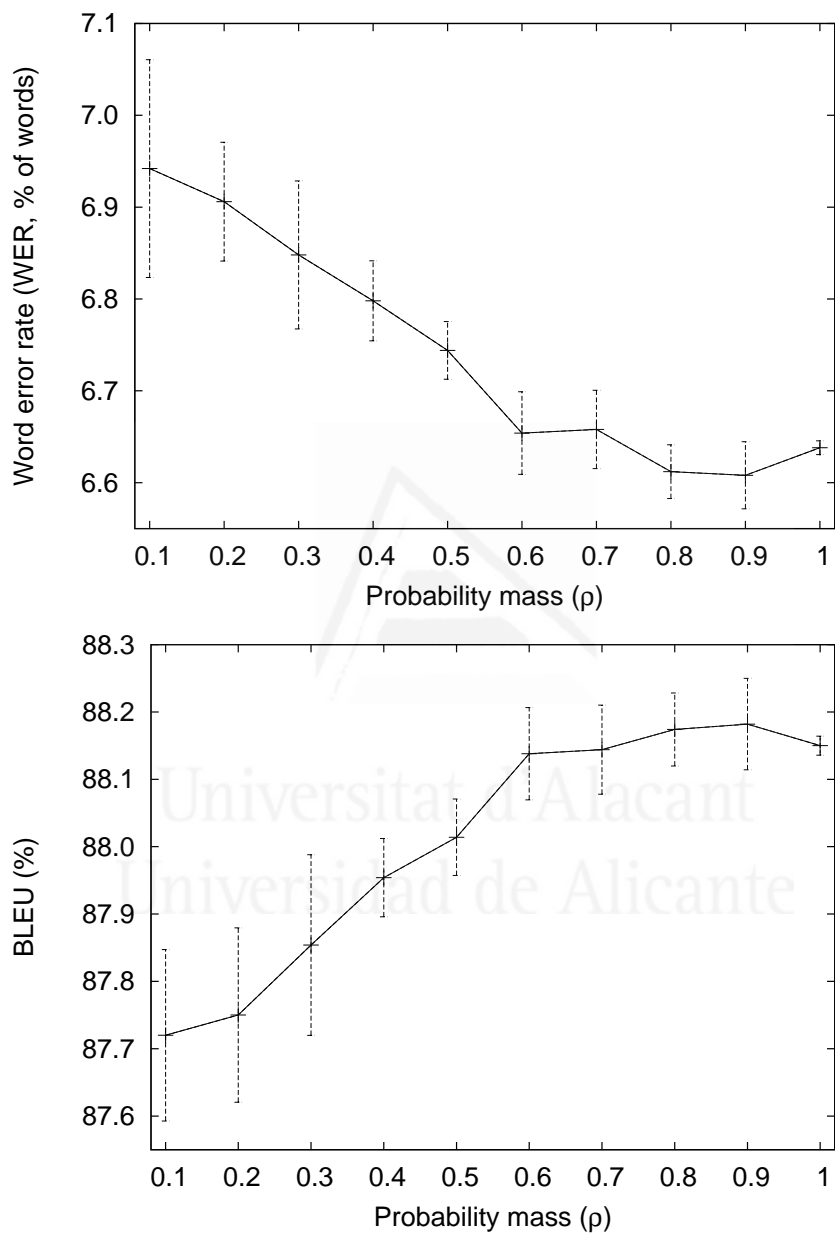 7.1
7.0
6.9
6.8
6.7
6.6
Word error rate (WER, % of words)
0.1 0.2 0.3 0.4 0.5 0.6 0.7 0.8 0.9 1
Probability mass (ρ)
88.3
88.2
88.1
88.0
87.9
87.8
87.7
87.6
BLEU (%)
0.1 0.2 0.3 0.4 0.5 0.6 0.7 0.8 0.9 1
Probability mass (ρ)
Universitat d'Alacant
Universidad de Alicante